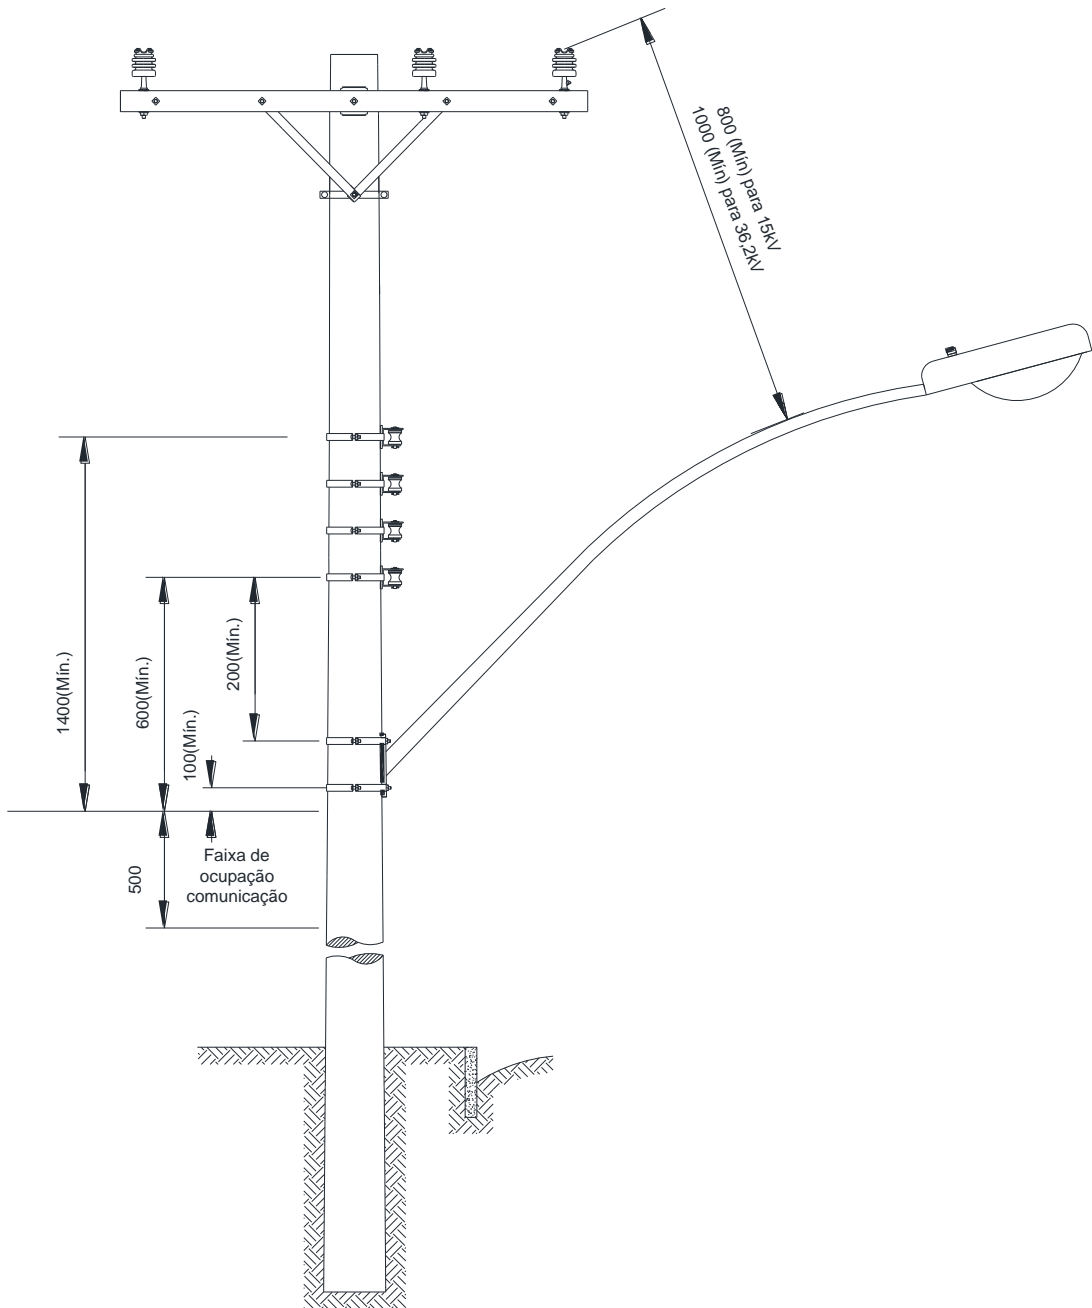 800 (Mín) para 15kV
1000 (Mín) para 36,2kV
1400(Mín.)
600(Mín.)
200(Mín.)
100(Mín.)
500
Faixa de
ocupação
comunicação